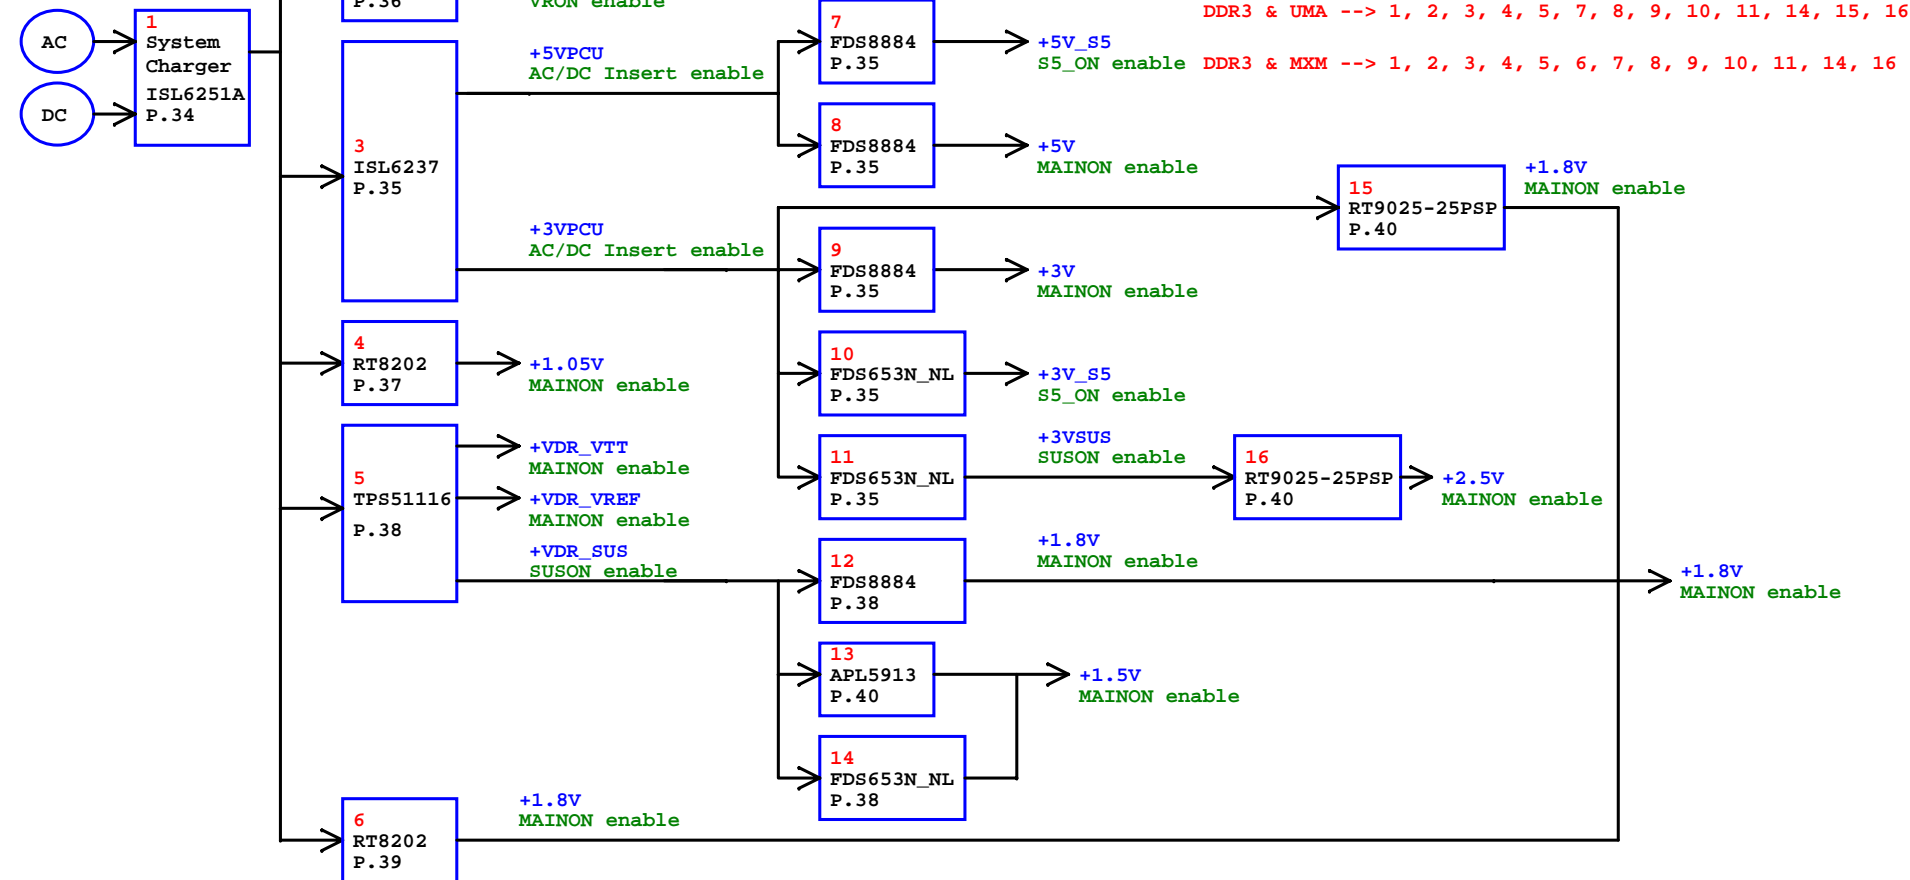 P.36
VRON enable
DDR3 & UMA --> 1, 2, 3, 4, 5, 7, 8, 9, 10, 11, 14, 15, 16
DDR3 & MXM --> 1, 2, 3, 4, 5, 6, 7, 8, 9, 10, 11, 14, 16
AC
DC
1
System
Charger
ISL6251A
P.34
3
ISL6237
P.35
+5VPCU
AC/DC Insert enable
+3VPCU
AC/DC Insert enable
7
FDS8884
P.35
+5V_S5
S5_ON enable
8
FDS8884
P.35
+5V
MAINON enable
15
RT9025-25PSP
P.40
+1.8V
MAINON enable
9
FDS8884
P.35
+3V
MAINON enable
4
RT8202
P.37
+1.05V
MAINON enable
10
FDS653N_NL
P.35
+3V_S5
S5_ON enable
5
TPS51116
P.38
+VDR_VTT
MAINON enable
+VDR_VREF
MAINON enable
+VDR_SUS
SUSON enable
11
FDS653N_NL
P.35
+3VSUS
SUSON enable
16
RT9025-25PSP
P.40
+2.5V
MAINON enable
12
FDS8884
P.38
+1.8V
MAINON enable
+1.8V
MAINON enable
13
APL5913
P.40
+1.5V
MAINON enable
14
FDS653N_NL
P.38
6
RT8202
P.39
+1.8V
MAINON enable